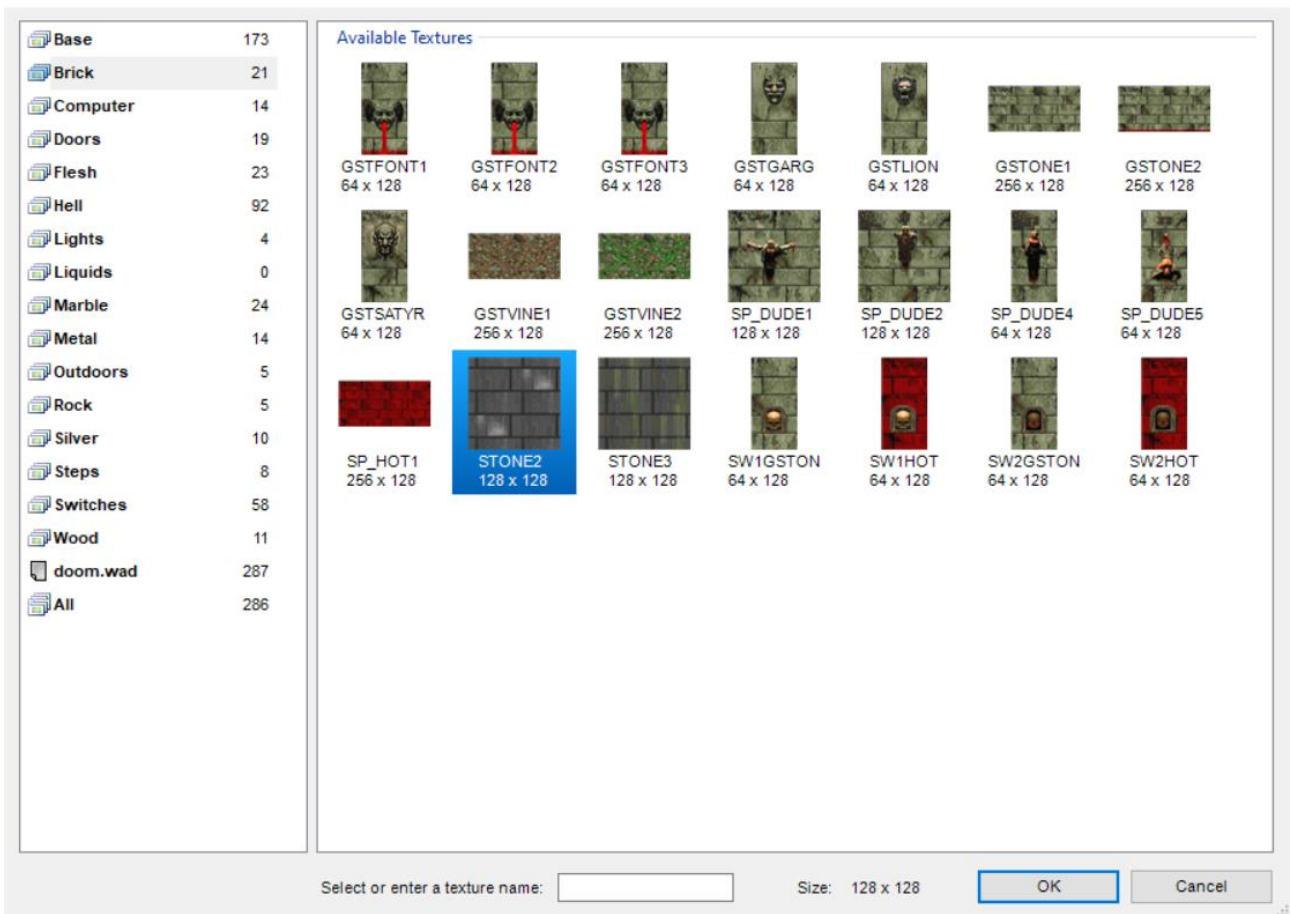 Base 173
Brick 21
Computer 14
Doors 19
Flesh 23
Hell 92
Lights 4
Liquids 0
Marble 24
Metal 14
Outdoors 5
Rock 5
Silver 10
Steps 8
Switches 58
Wood 11
doom.wad 287
All 286
Available Textures
GSTFONT1 GSTFONT2 GSTFONT3 GSTGARG GSTLION GSTONE1 GSTONE2
64 x 128 64 x 128 64 x 128 64 x 128 64 x 128 256 x 128 256 x 128
GSTSATYR GSTVINE1 GSTVINE2 SP_DUDE1 SP_DUDE2 SP_DUDE4 SP_DUDE5
64 x 128 256 x 128 256 x 128 128 x 128 128 x 128 64 x 128 64 x 128
SP_HOT1 STONE2 STONE3 SW1GSTON SW1HOT SW2GSTON SW2HOT
256 x 128 128 x 128 128 x 128 64 x 128 64 x 128 64 x 128 64 x 128
Select or enter a texture name: Size: 128 x 128 OK Cancel